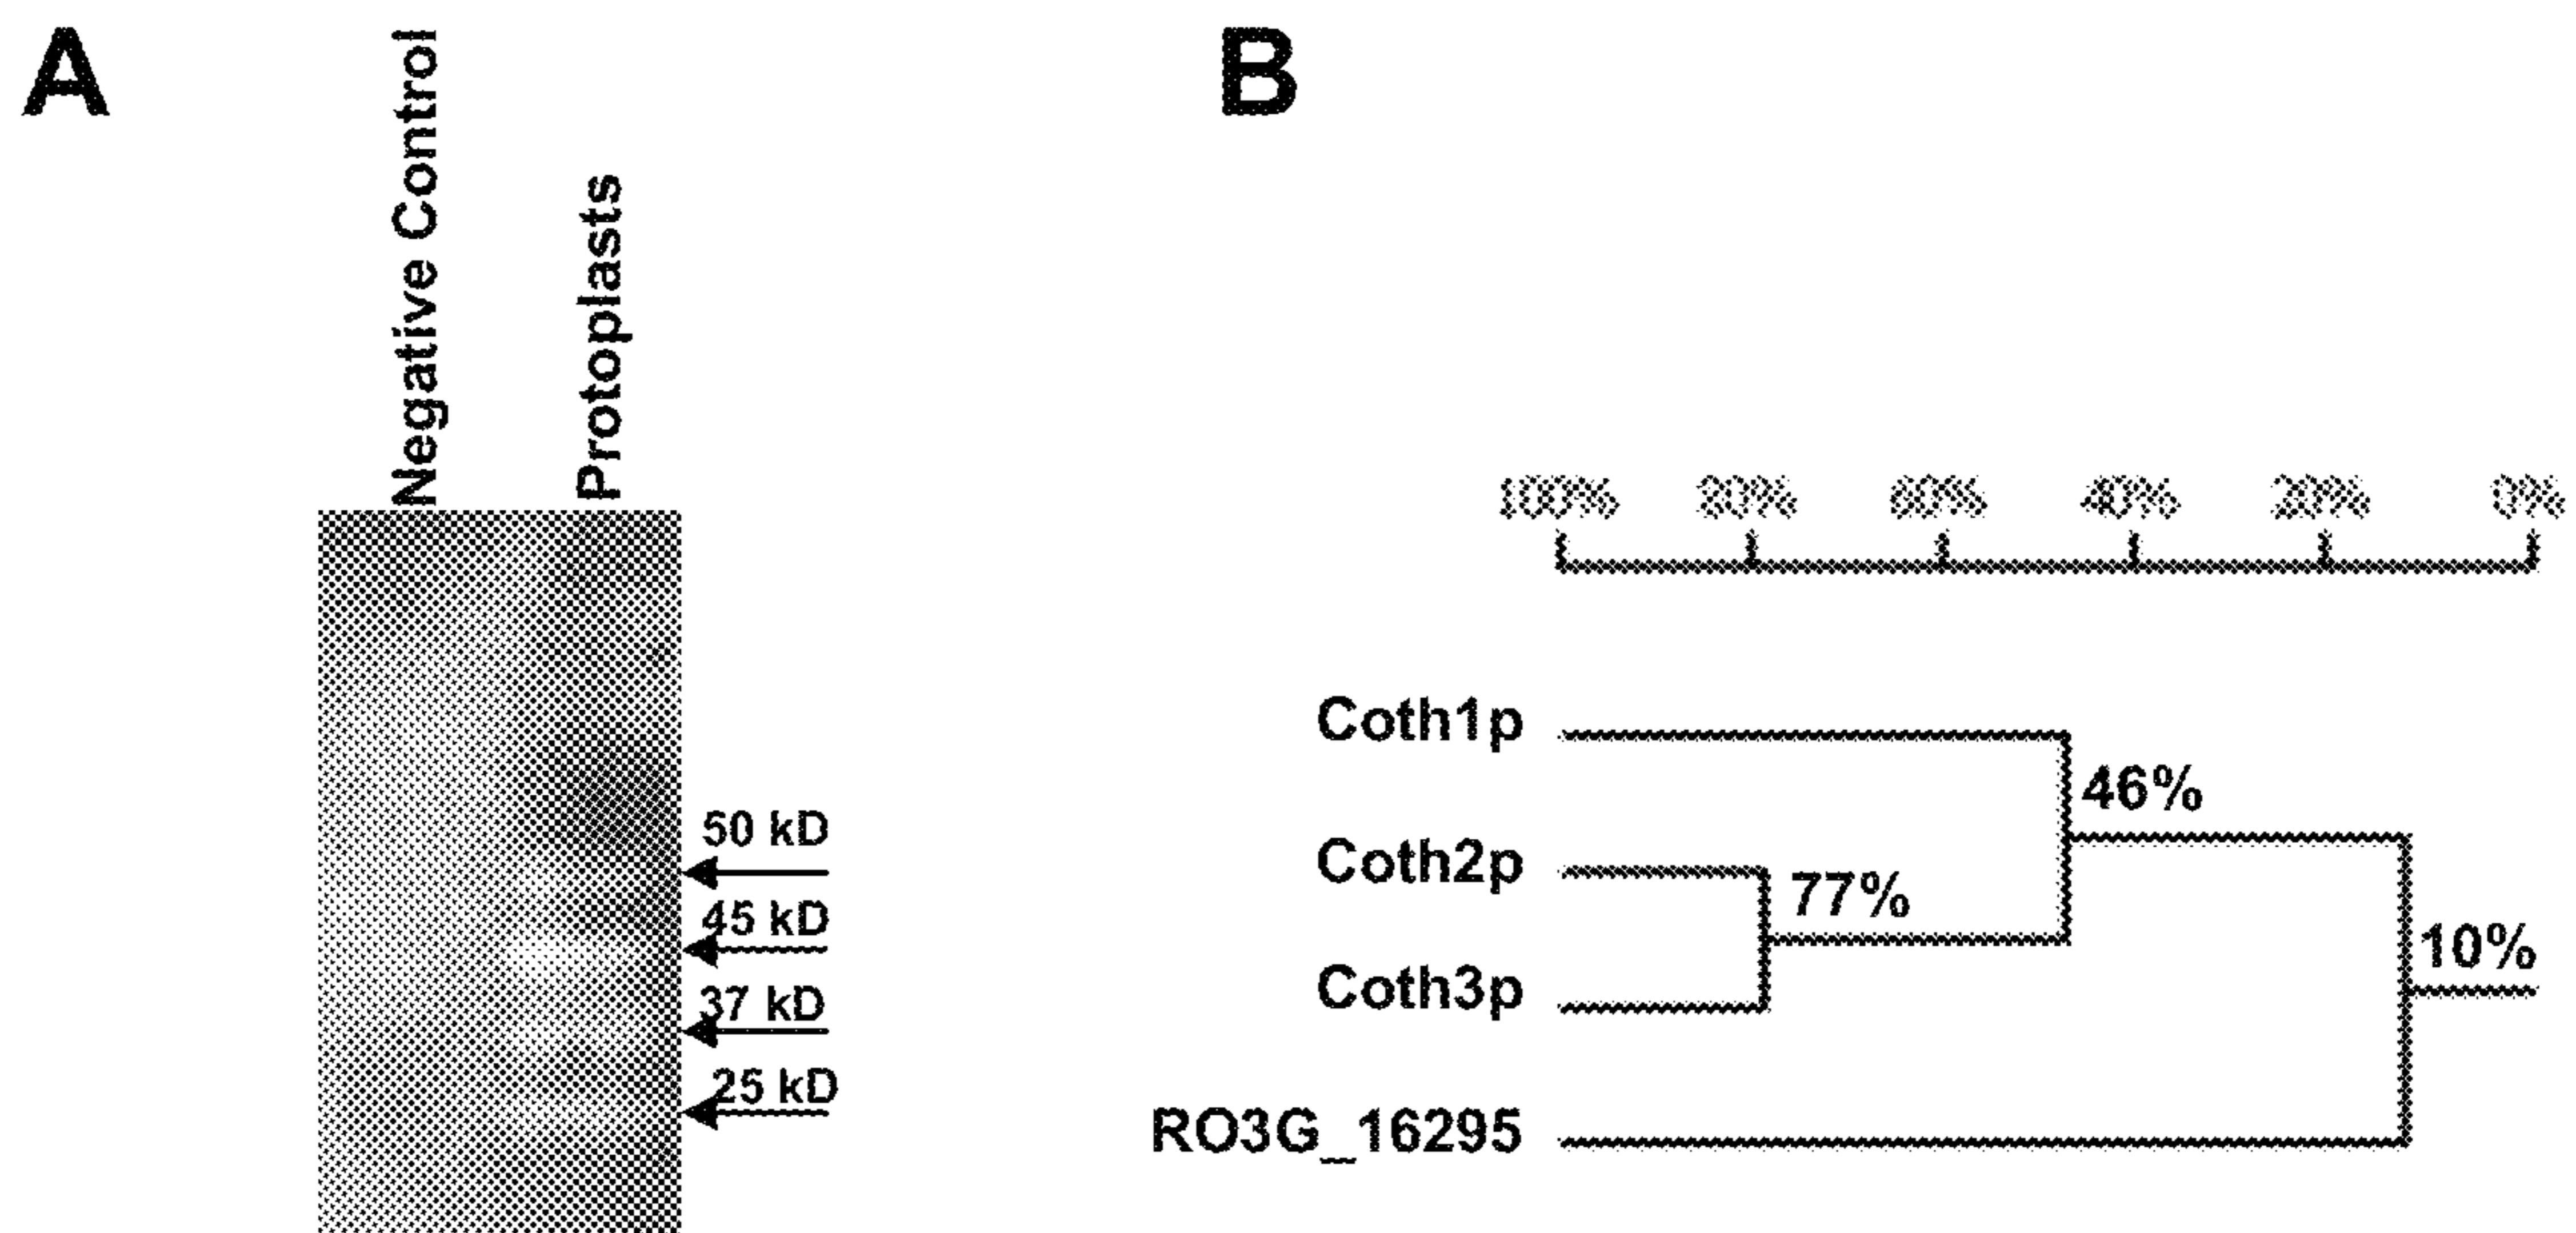 A
Negative Control
Protoplasts
50 kD
45 kD
37 kD
25 kD
B
100% 80% 60% 40% 20% 0%
Coth1p
46%
Coth2p
77%
Coth3p
10%
RO3G_16295